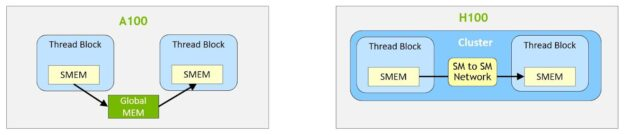 A100
Thread Block
Thread Block
SMEM
SMEM
Global
MEM
H100
Cluster
Thread Block
Thread Block
SMEM
SM to SM
Network
SMEM